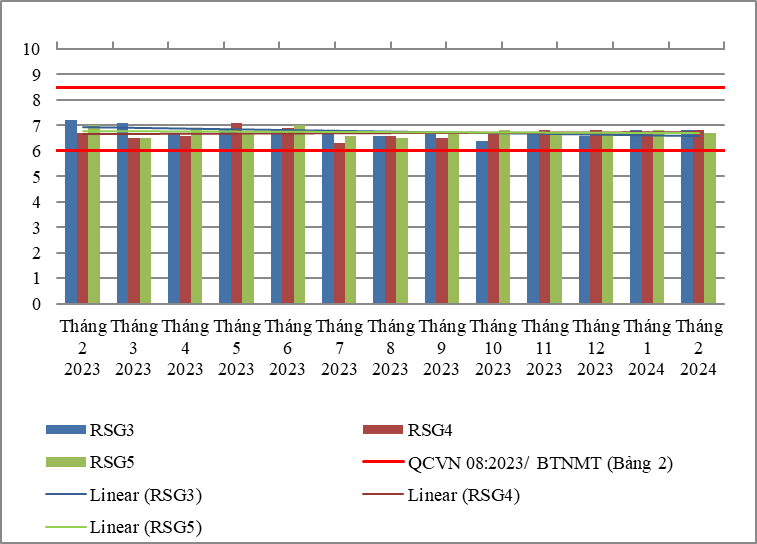 10
9
8
7
6
5
4
3
2
1
0
Tháng Tháng Tháng Tháng Tháng Tháng Tháng Tháng Tháng Tháng Tháng Tháng Tháng
2 3 4 5 6 7 8 9 10 11 12 1 2
2023 2023 2023 2023 2023 2023 2023 2023 2023 2023 2023 2024 2024
RSG3 RSG4
RSG5 QCVN 08:2023/ BTNMT (Bảng 2)
Linear (RSG3) Linear (RSG4)
Linear (RSG5)